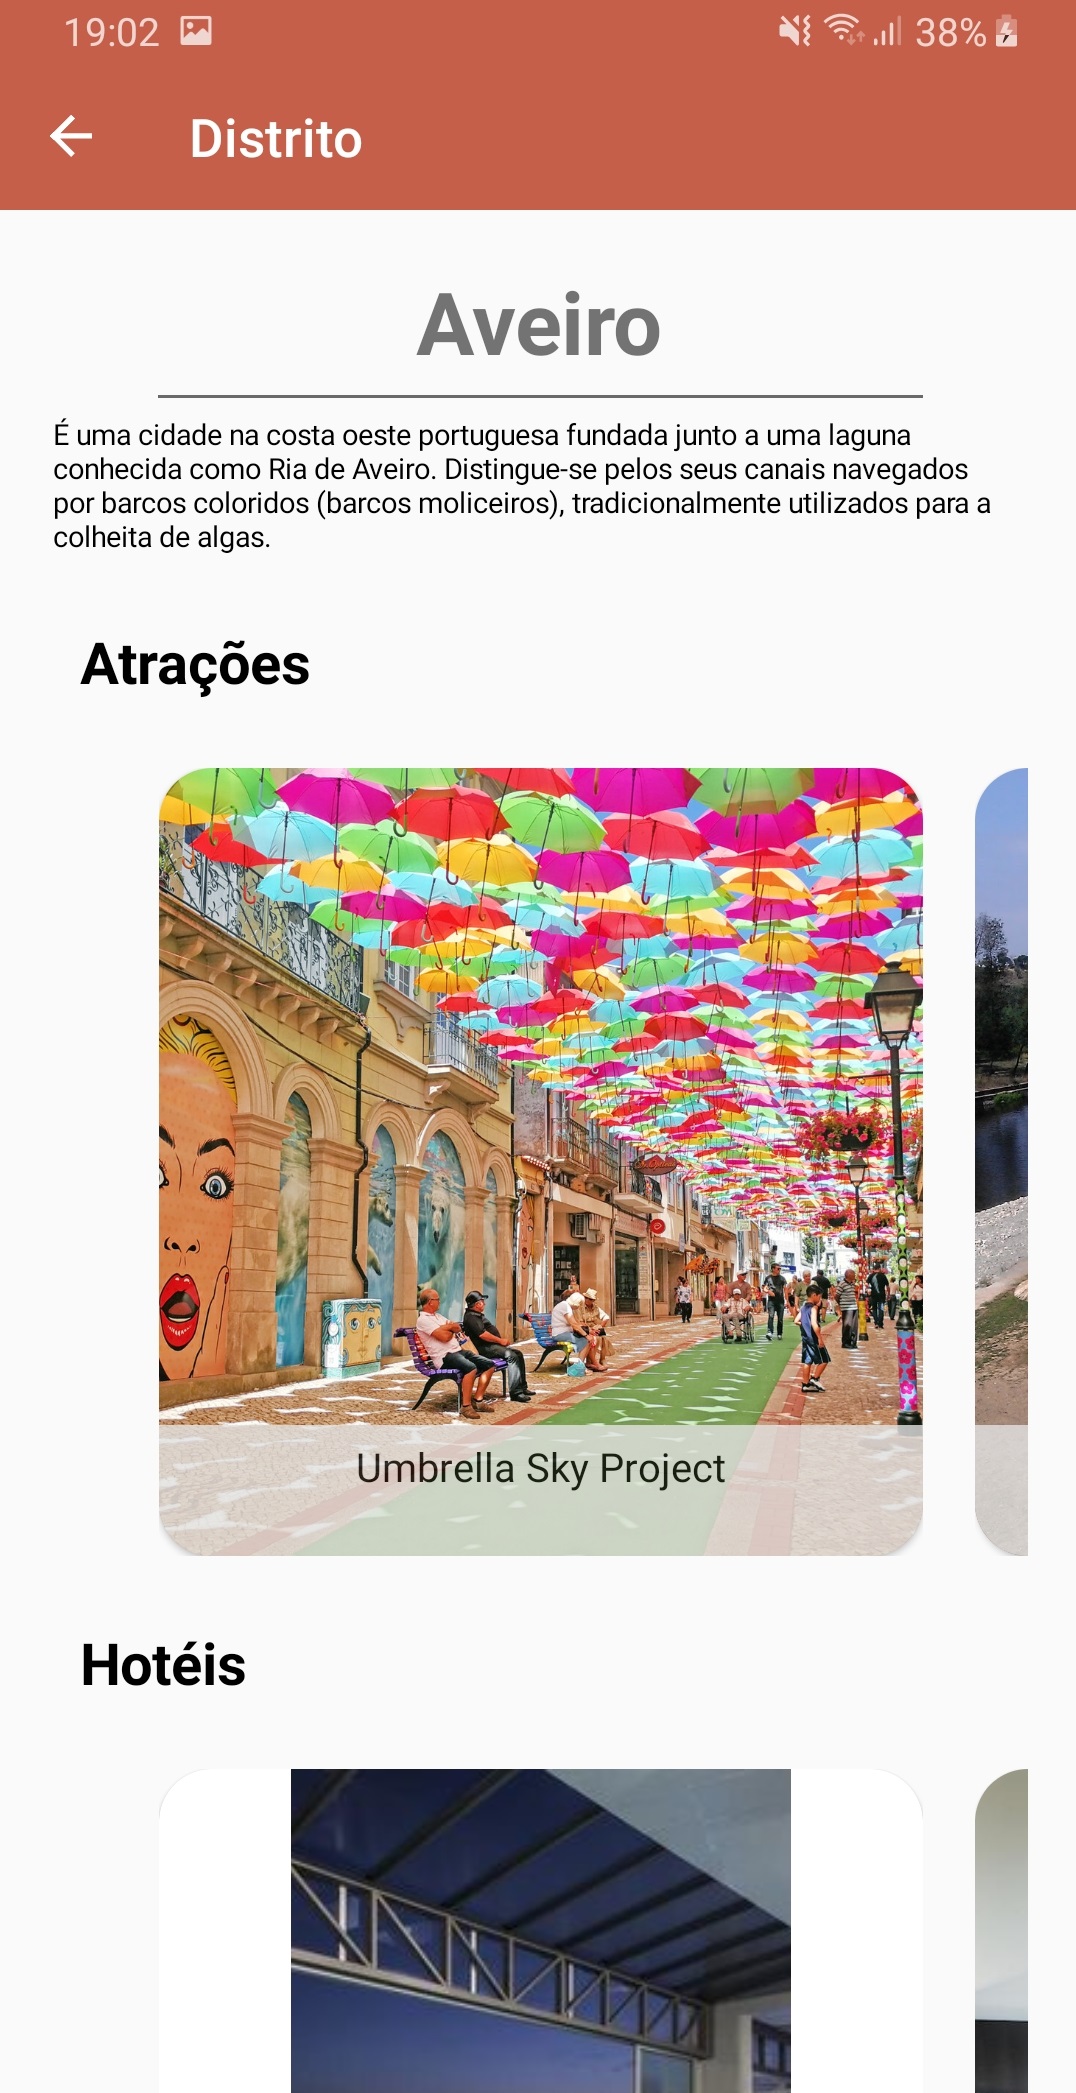 19:02
38%
Distrito
Aveiro
É uma cidade na costa oeste portuguesa fundada junto a uma laguna
conhecida como Ria de Aveiro. Distingue-se pelos seus canais navegados
por barcos coloridos (barcos moliceiros), tradicionalmente utilizados para a
colheita de algas.
Atrações
Umbrella Sky Project
Hotéis